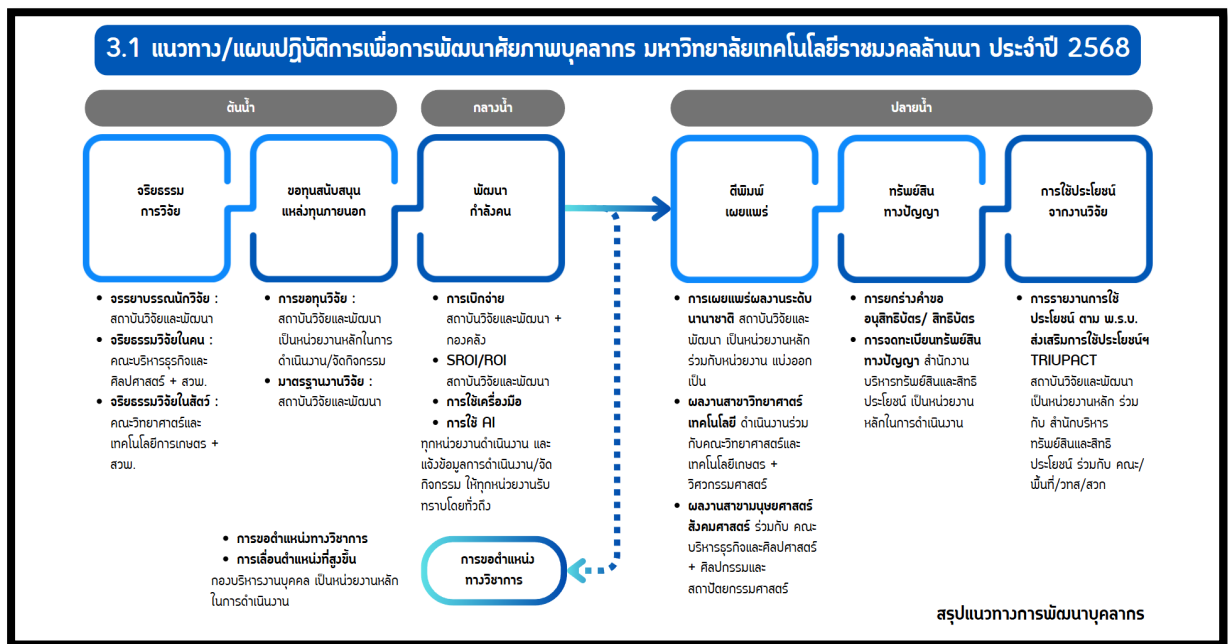 3.1 แนวทาง/แผนปฏิบัติการเพื่อการพัฒนาศัยภาพบุคลากร มหาวิทยาลัยเทคโนโลยีราชมงคลล้านนา ประจำปี 2568
ต้นน้ำ
กลางน้ำ
ปลายน้ำ
จริยธรรม
การวิจัย
ขอทุนสนับสนุน
แหล่งทุนภายนอก
พัฒนา
กำลังคน
ตีพิมพ์
เผยแพร่
ทรัพย์สิน
ทางปัญญา
การใช้ประโยชน์
จากงานวิจัย
• จรรยาบรรณนักวิจัย :
สถาบันวิจัยและพัฒนา
• จริยธรรมวิจัยในคน :
คณะบริหารธุรกิจและ
ศิลปศาสตร์ + สวพ.
• จริยธรรมวิจัยในสัตว์ :
คณะวิทยาศาตร์และ
เทคโนโลยีการเกษตร +
สวพ.
• การขอทุนวิจัย :
สถาบันวิจัยและพัฒนา
เป็นหน่วยงานหลักในการ
ดำเนินงาน/จัดกิจกรรม
• มาตรฐานงานวิจัย :
สถาบันวิจัยและพัฒนา
• การเบิกจ่าย
สถาบันวิจัยและพัฒนา +
กองคลัง
• SROI/ROI
สถาบันวิจัยและพัฒนา
• การใช้เครื่องมือ
• การใช้ AI
ทุกหน่วยงานดำเนินงาน และ
แจ้งข้อมูลการดำเนินงาน/จัด
กิจกรรม ให้ทุกหน่วยงานรับ
ทราบโดยทั่วถึง
• การเผยแพร่ผลงานระดับ
นานาชาติ สถาบันวิจัยและ
พัฒนา เป็นหน่วยงานหลัก
ร่วมกับหน่วยงาน แบ่งออก
เป็น
• ผลงานสาขาวิทยาศาตร์
เทคโนโลยี ดำเนินงานร่วม
กับคณะวิทยาศาสตร์และ
เทคโนโลยีเกษตร +
วิศวกรรมศาสตร์
• ผลงานสาขามนุษยศาสตร์
สังคมศาสตร์ ร่วมกับ คณะ
บริหารธุรกิจและศิลปศาสตร์
+ ศิลปกรรมและ
สถาปัตยกรรมศาสตร์
• การยกร่างคำขอ
อนุสิทธิบัตร/ สิทธิบัตร
• การจดทะเบียนทรัพย์สิน
ทางปัญญา สำนักงาน
บริหารทรัพย์สินและสิทธิ
ประโยชน์ เป็นหน่วยงาน
หลักในการดำเนินงาน
• การรายงานการใช้
ประโยชน์ ตาม พ.ร.บ.
ส่งเสริมการใช้ประโยชน์ฯ
TRIUPACT
สถาบันวิจัยและพัฒนา
เป็นหน่วยงานหลัก ร่วม
กับ สำนักบริหาร
ทรัพย์สินและสิทธิ
ประโยชน์ ร่วมกับ คณะ/
พื้นที่/วทส/สวก
• การขอตำแหน่งทางวิชาการ
• การเลื่อนตำแหน่งที่สูงขึ้น
กองบริหารงานบุคคล เป็นหน่วยงานหลัก
ในการดำเนินงาน
การขอตำแหน่ง
ทางวิชาการ
สรุปแนวทางการพัฒนาบุคลากร